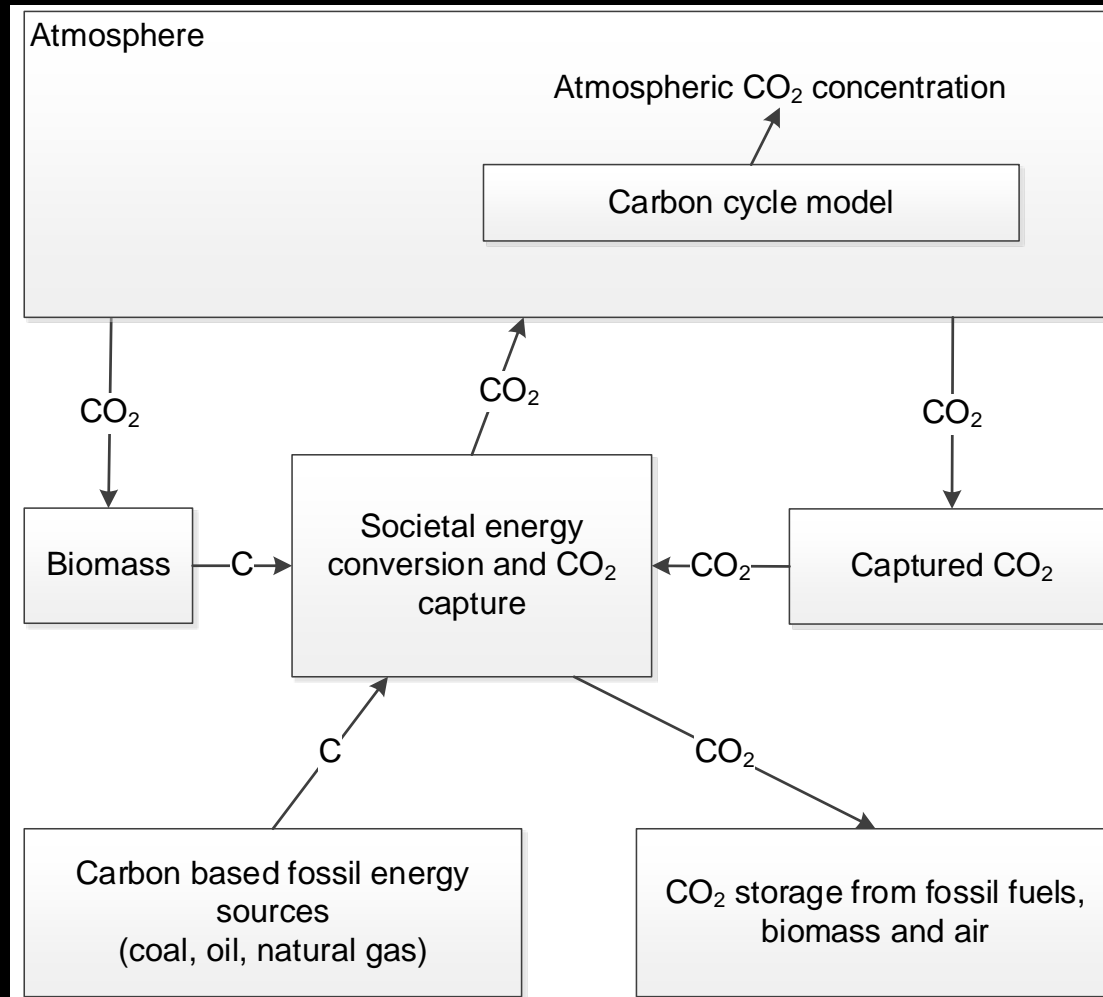 Atmosphere
Atmospheric CO₂ concentration
Carbon cycle model
CO₂
CO₂
CO₂
Biomass
C
Societal energy
conversion and CO₂
capture
CO₂
Captured CO₂
C
CO₂
Carbon based fossil energy
sources
(coal, oil, natural gas)
CO₂ storage from fossil fuels,
biomass and air